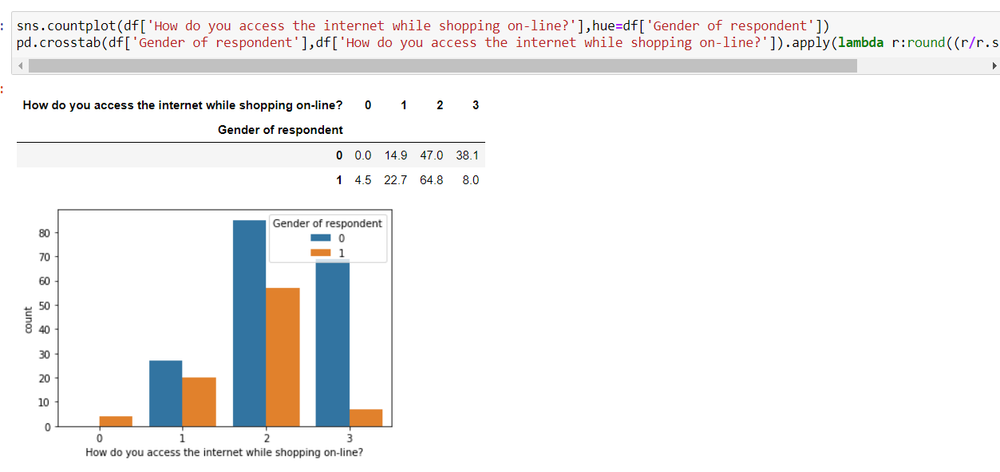 : sns.countplot(df['How do you access the internet while shopping on-line?'],hue=df['Gender of respondent'])
pd.crosstab(df['Gender of respondent'],df['How do you access the internet while shopping on-line?']).apply(lambda r:round((r/r.s
:
How do you access the internet while shopping on-line? 0 1 2 3
Gender of respondent
0 0.0 14.9 47.0 38.1
1 4.5 22.7 64.8 8.0
Gender of respondent
0
1
80
70
60
50
40
30
20
10
0
count
0 1 2 3
How do you access the internet while shopping on-line?